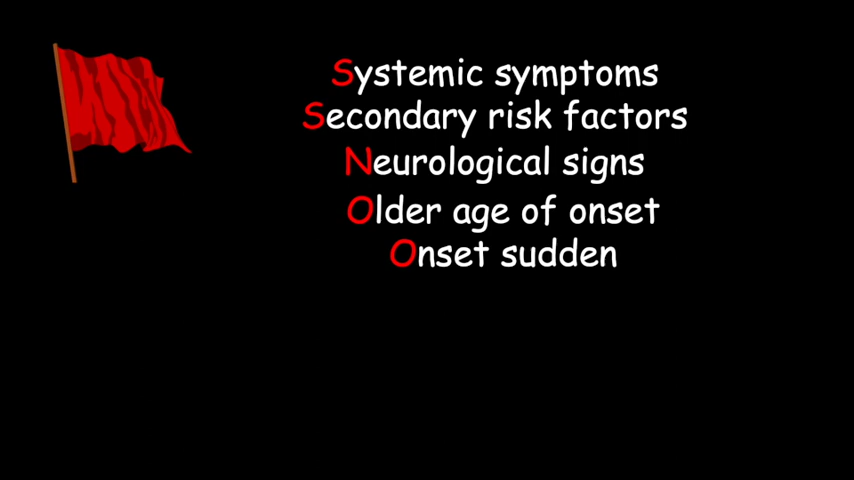 Systemic symptoms
Secondary risk factors
Neurological signs
Older age of onset
Onset sudden